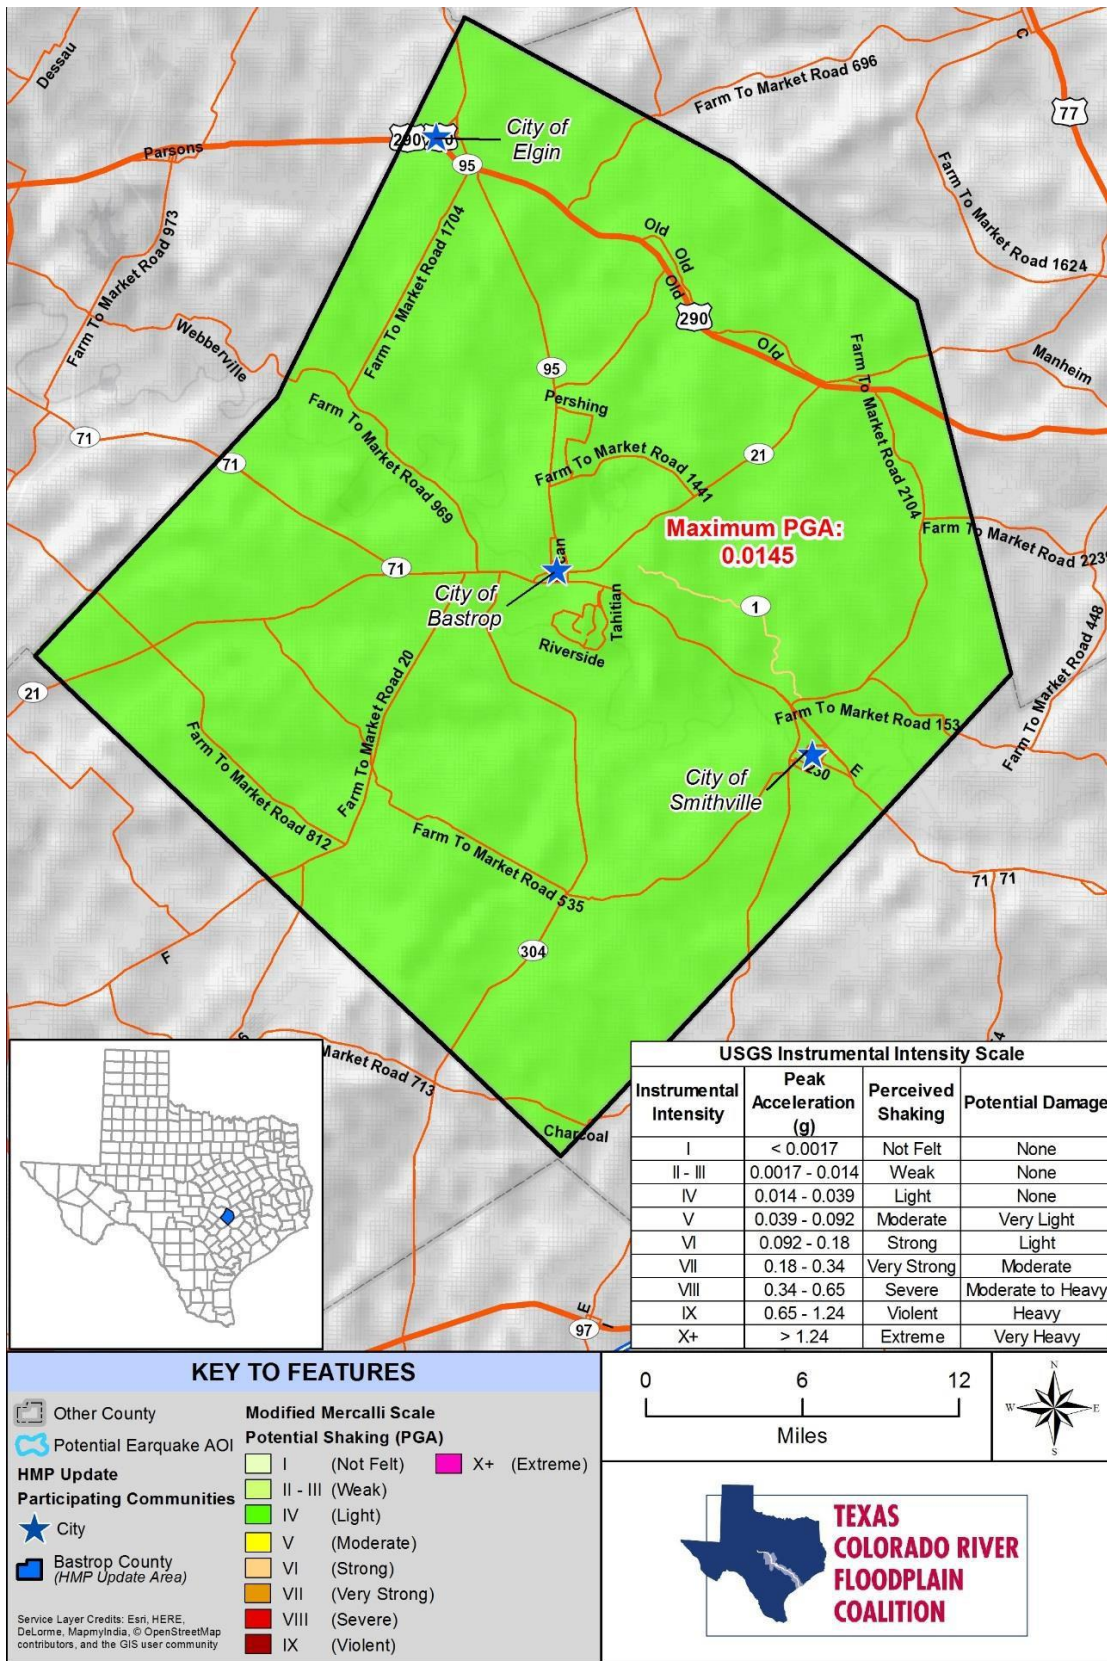 Dessau
Farm To Market Road 696
C
77
290
City of
Elgin
Parsons
95
Farm To Market Road 973
Farm To Market Road 1704
Farm To Market Road 1624
Old
Old
Old
290
Old
Webberville
Manheim
95
Pershing
Farm To Market Road 2104
Farm To Market Road 969
71
71
21
Farm To Market Road 1441
Maximum PGA:
0.0145
Farm To Market Road 2239
71
City of
Bastrop
Tahitian
1
Riverside
Farm To Market Road 448
21
Farm To Market Road 20
Farm To Market Road 153
Farm To Market Road 812
City of
Smithville
230
E
Farm To Market Road 535
71
71
304
F
Market Road 713
Charcoal
E
97
USGS Instrumental Intensity Scale
Instrumental Intensity Peak Acceleration (g) Perceived Shaking Potential Damage
I < 0.0017 Not Felt None
II - III 0.0017 - 0.014 Weak None
IV 0.014 - 0.039 Light None
V 0.039 - 0.092 Moderate Very Light
VI 0.092 - 0.18 Strong Light
VII 0.18 - 0.34 Very Strong Moderate
VIII 0.34 - 0.65 Severe Moderate to Heavy
IX 0.65 - 1.24 Violent Heavy
X+ > 1.24 Extreme Very Heavy
KEY TO FEATURES
Other County
Potential Earquake AOI
HMP Update
Participating Communities
City
Bastrop County
(HMP Update Area)
Service Layer Credits: Esri, HERE,
DeLorme, MapmyIndia, © OpenStreetMap
contributors, and the GIS user community
Modified Mercalli Scale
Potential Shaking (PGA)
I (Not Felt)
X+ (Extreme)
II - III (Weak)
IV (Light)
V (Moderate)
VI (Strong)
VII (Very Strong)
VIII (Severe)
IX (Violent)
0 6 12
Miles
N
W E
S
TEXAS
COLORADO RIVER
FLOODPLAIN
COALITION